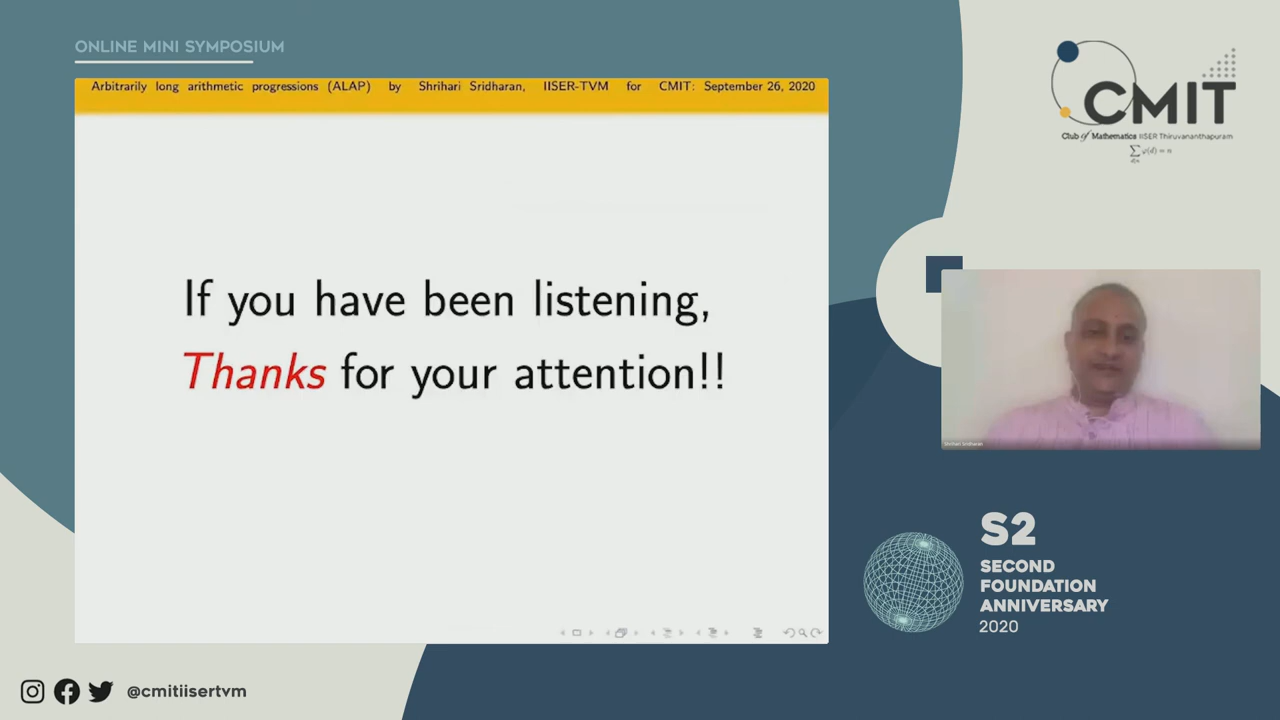 ONLINE MINI SYMPOSIUM
Arbitrarily long arithmetic progressions (ALAP) by Shrihari Sridharan, IISER-TVM for CMIT: September 26, 2020
If you have been listening,
Thanks for your attention!!
CMIT
Club of Mathematics IISER Thiruvananthapuram
∑ φ(d) = n
d|n
Shrihari Sridharan
S2
SECOND
FOUNDATION
ANNIVERSARY
2020
@cmitiisertvm